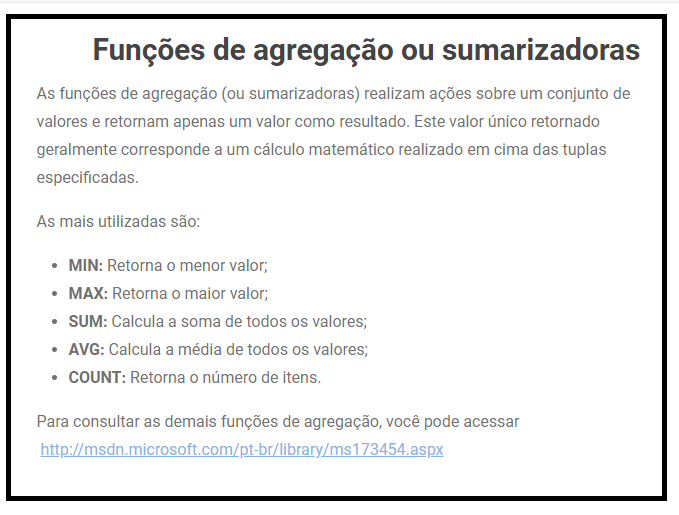 Funções de agregação ou sumarizadoras
As funções de agregação (ou sumarizadoras) realizam ações sobre um conjunto de
valores e retornam apenas um valor como resultado. Este valor único retornado
geralmente corresponde a um cálculo matemático realizado em cima das tuplas
especificadas.
As mais utilizadas são:
• MIN: Retorna o menor valor;
• MAX: Retorna o maior valor;
• SUM: Calcula a soma de todos os valores;
• AVG: Calcula a média de todos os valores;
• COUNT: Retorna o número de itens.
Para consultar as demais funções de agregação, você pode acessar
http://msdn.microsoft.com/pt-br/library/ms173454.aspx